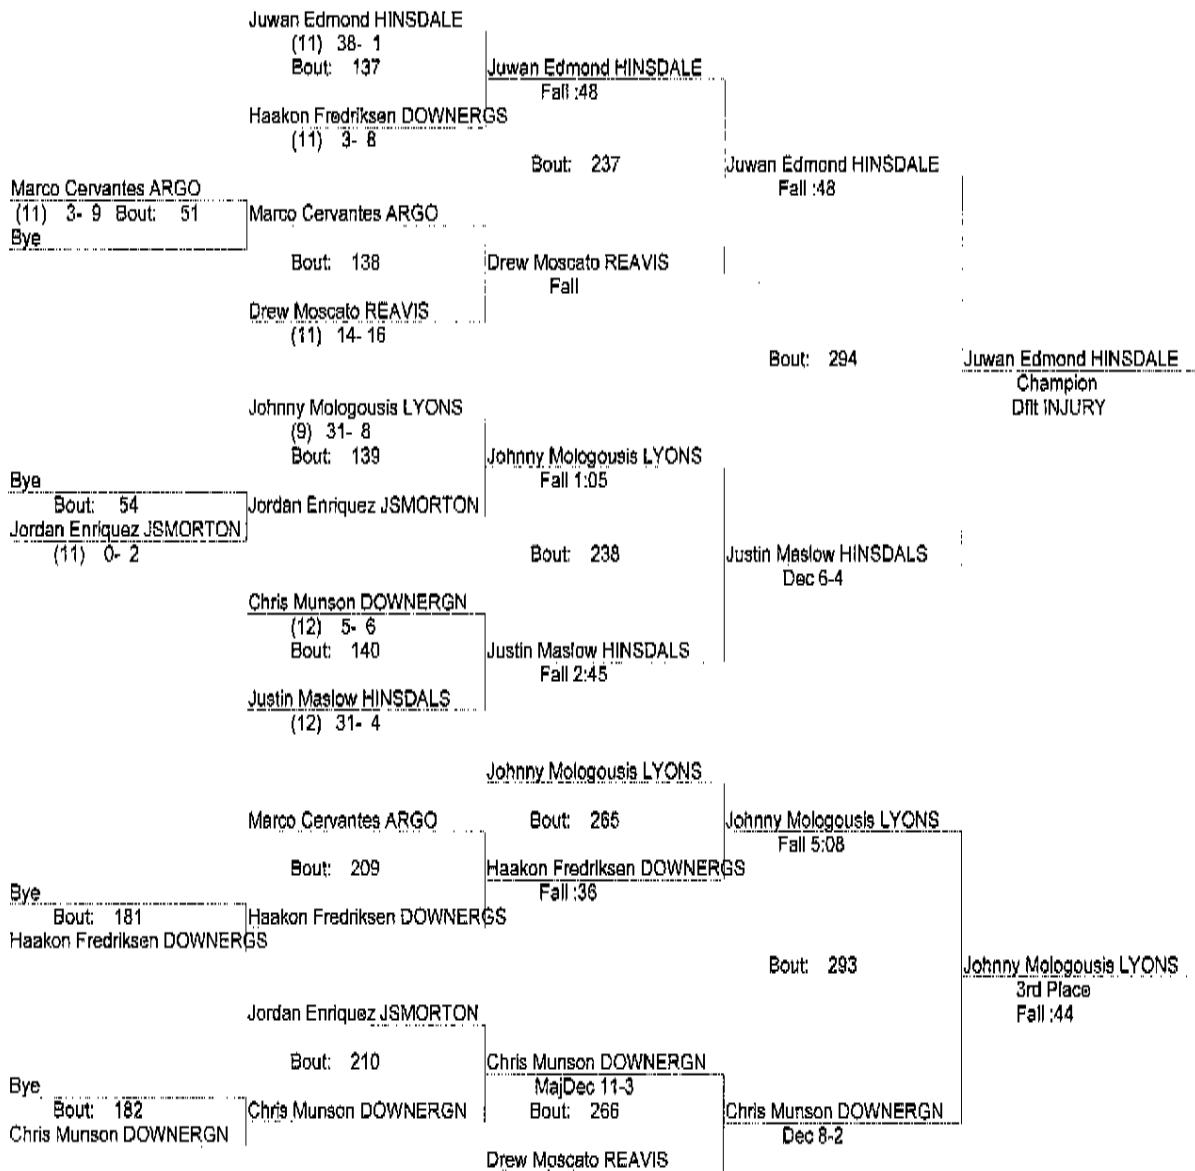 Juwan Edmond HINSDALE
(11) 38- 1
Bout: 137
Juwan Edmond HINSDALE
Fall :48
Haakon Fredriksen DOWNERGS
(11) 3- 8
Bout: 237
Juwan Edmond HINSDALE
Fall :48
Marco Cervantes ARGO
(11) 3- 9 Bout: 51
Marco Cervantes ARGO
Bye
Bout: 138
Drew Moscato REAVIS
Fall
Drew Moscato REAVIS
(11) 14- 16
Bout: 294
Juwan Edmond HINSDALE
Champion
Dflt INJURY
Johnny Mologousis LYONS
(9) 31- 8
Bout: 139
Johnny Mologousis LYONS
Fall 1:05
Bye
Bout: 54
Jordan Enriquez JSMORTON
Jordan Enriquez JSMORTON
(11) 0- 2
Bout: 238
Justin Maslow HINSDALS
Dec 6-4
Chris Munson DOWNERGN
(12) 5- 6
Bout: 140
Justin Maslow HINSDALS
Fall 2:45
Justin Maslow HINSDALS
(12) 31- 4
Johnny Mologousis LYONS
Marco Cervantes ARGO
Bout: 265
Johnny Mologousis LYONS
Fall 5:08
Bout: 209
Haakon Fredriksen DOWNERGS
Fall :36
Bye
Bout: 181
Haakon Fredriksen DOWNERGS
Haakon Fredriksen DOWNERGS
Bout: 293
Johnny Mologousis LYONS
3rd Place
Fall :44
Jordan Enriquez JSMORTON
Bout: 210
Chris Munson DOWNERGN
MajDec 11-3
Bye
Bout: 182
Chris Munson DOWNERGN
Bout: 266
Chris Munson DOWNERGN
Dec 8-2
Chris Munson DOWNERGN
Drew Moscato REAVIS